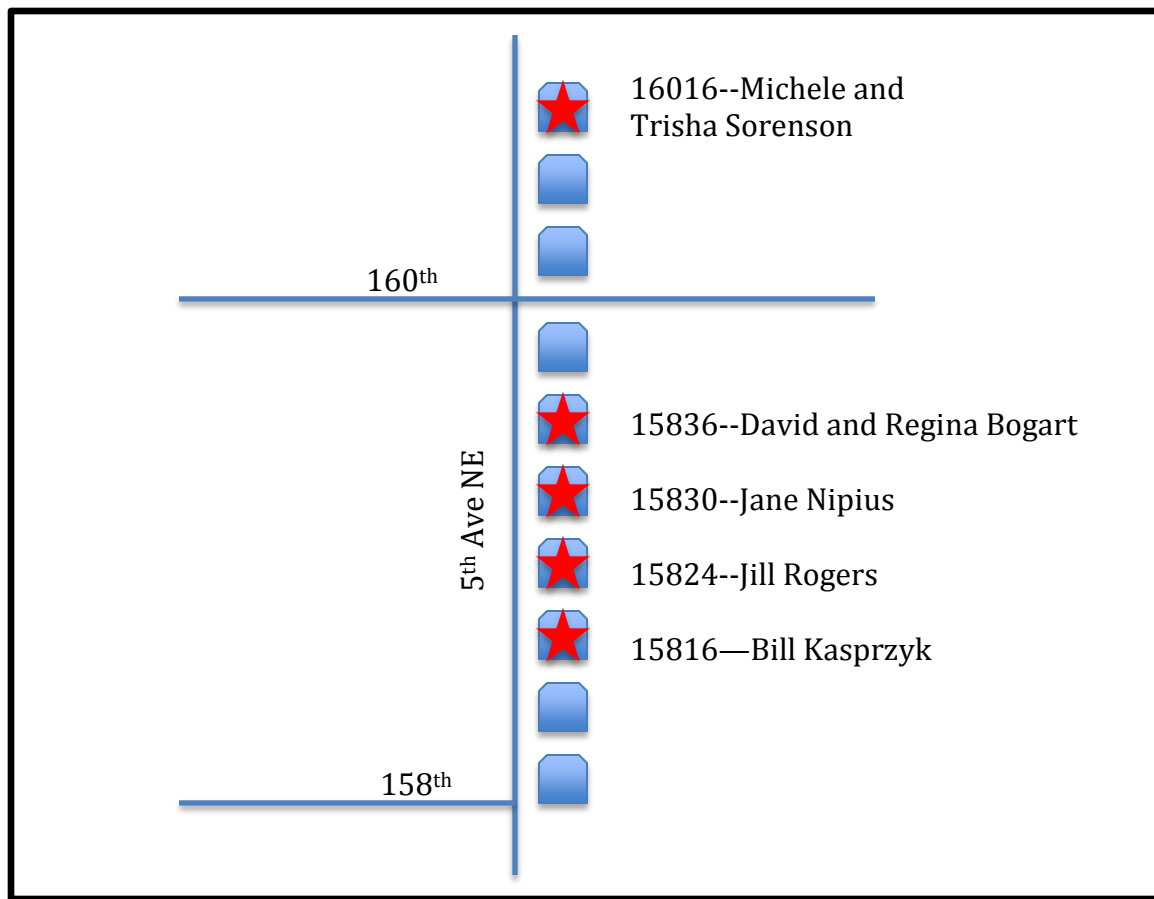 16016--Michele and
Trisha Sorenson
160th
15836--David and Regina Bogart
5th Ave NE
15830--Jane Nipius
15824--Jill Rogers
15816—Bill Kasprzyk
158th